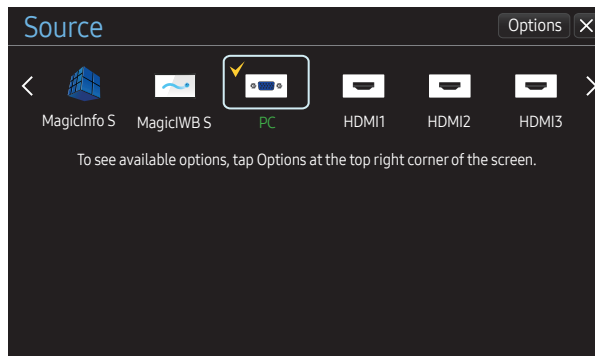 Source
Options
MagicInfo S MagicIWB S PC HDMI1 HDMI2 HDMI3
To see available options, tap Options at the top right corner of the screen.